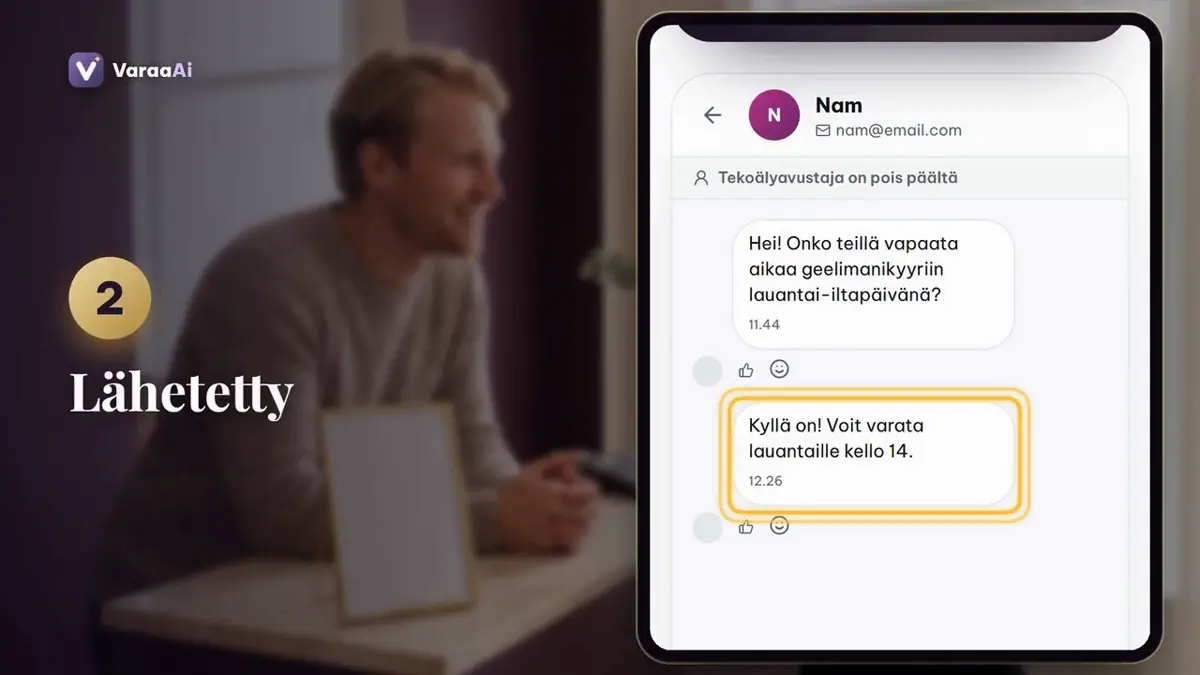 VaraaAi
2
Lähetetty
N
Nam
nam@email.com
Tekoälyavustaja on pois päältä
Hei! Onko teillä vapaata
aikaa geelimanikyyriin
lauantai-iltapäivänä?
11.44
Kyllä on! Voit varata
lauantaille kello 14.
12.26